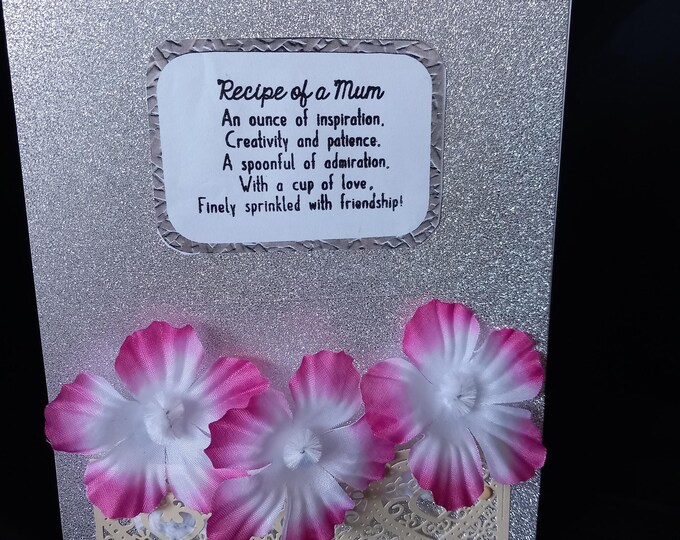 Recipe of a Mum
An ounce of inspiration,
Creativity and patience.
A spoonful of admiration,
With a cup of love,
Finely sprinkled with friendship!